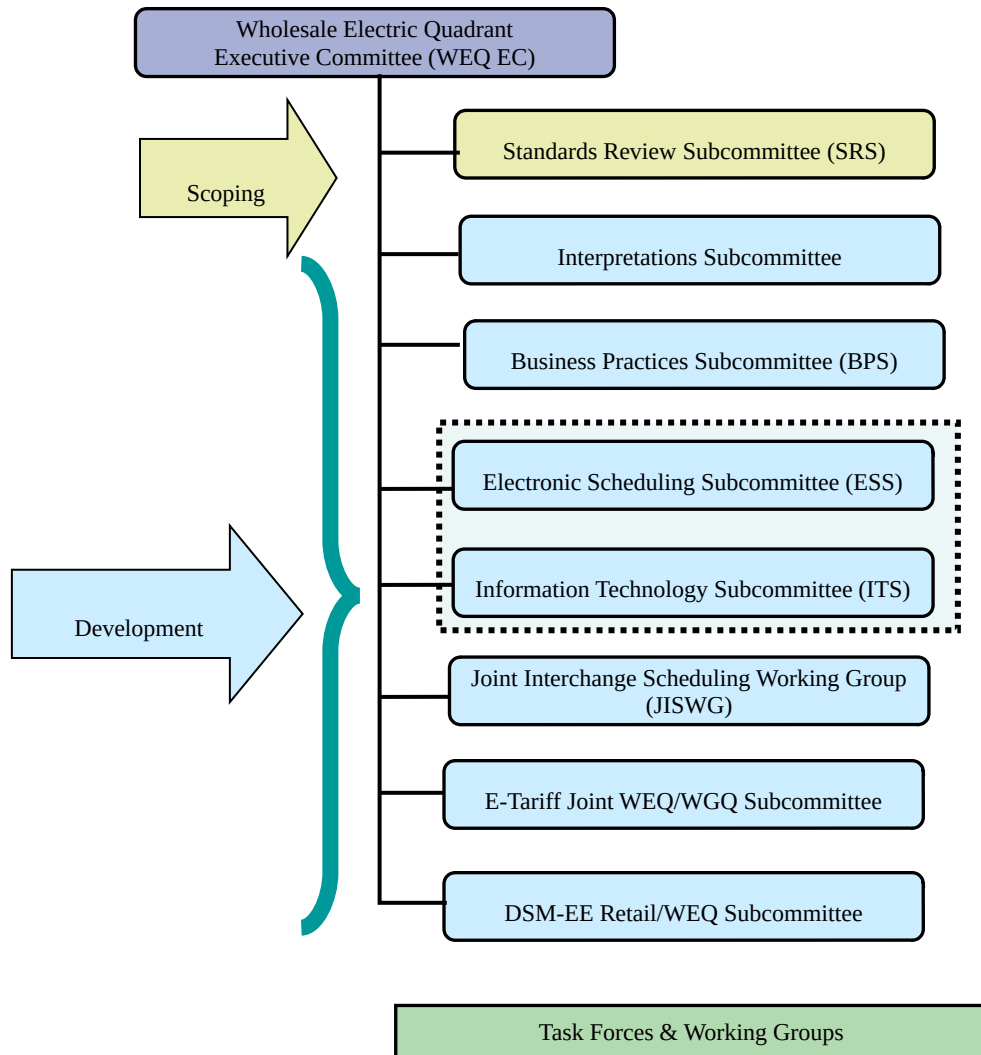 Wholesale Electric Quadrant
Executive Committee (WEQ EC)
Standards Review Subcommittee (SRS)
Scoping
Interpretations Subcommittee
Business Practices Subcommittee (BPS)
Electronic Scheduling Subcommittee (ESS)
Information Technology Subcommittee (ITS)
Development
Joint Interchange Scheduling Working Group
(JISWG)
E-Tariff Joint WEQ/WGQ Subcommittee
DSM-EE Retail/WEQ Subcommittee
Task Forces & Working Groups